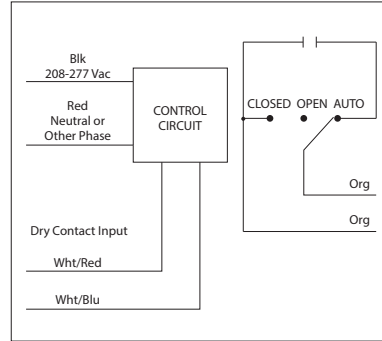 Blk
208-277 Vac
Red
Neutral or
Other Phase
CONTROL
CIRCUIT
CLOSED OPEN AUTO
Org
Org
Dry Contact Input
Wht/Red
Wht/Blu